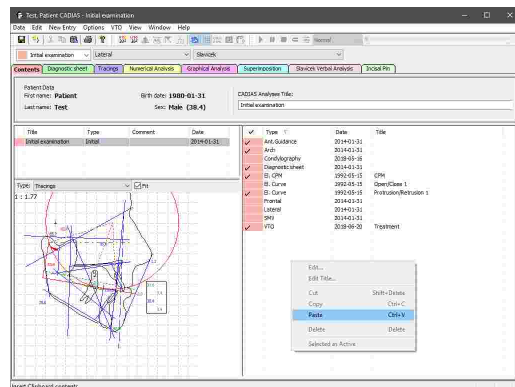 Test, Patient CADIAS - Initial examination
Data Edit New Entry Options VTO View Window Help
Normal
Initial examination Lateral Slavicek
Contents Diagnostic sheet Tracings Numerical Analysis Graphical Analysis Superimposition Slavicek Verbal Analysis Incisal Pin
Patient Data
First name: Patient Birth date: 1980-01-31
Last name: Test Sex: Male (38.4)
CADIAS Analyses Title:
Initial examination
Title Type Comment Date
Initial examination Initial 2014-01-31
Type: Tracings Fit
1 : 1.77
Type Date Title
Ant.Guidance 2014-01-31
Arch 2014-01-31
Condylography 2018-05-16
Diagnostic sheet 2014-01-31
El. CPM 1992-05-15 CPM
El. Curve 1992-05-15 Open/Close 1
El. Curve 1992-05-15 Protrusion/Retrusion 1
Frontal 2014-01-31
Lateral 2014-01-31
SMV 2014-01-31
VTO 2018-06-20 Treatment
Edit...
Edit Title...
Cut Shift+Delete
Copy Ctrl+C
Paste Ctrl+V
Delete Delete
Selected as Active
Insert Clipboard contents